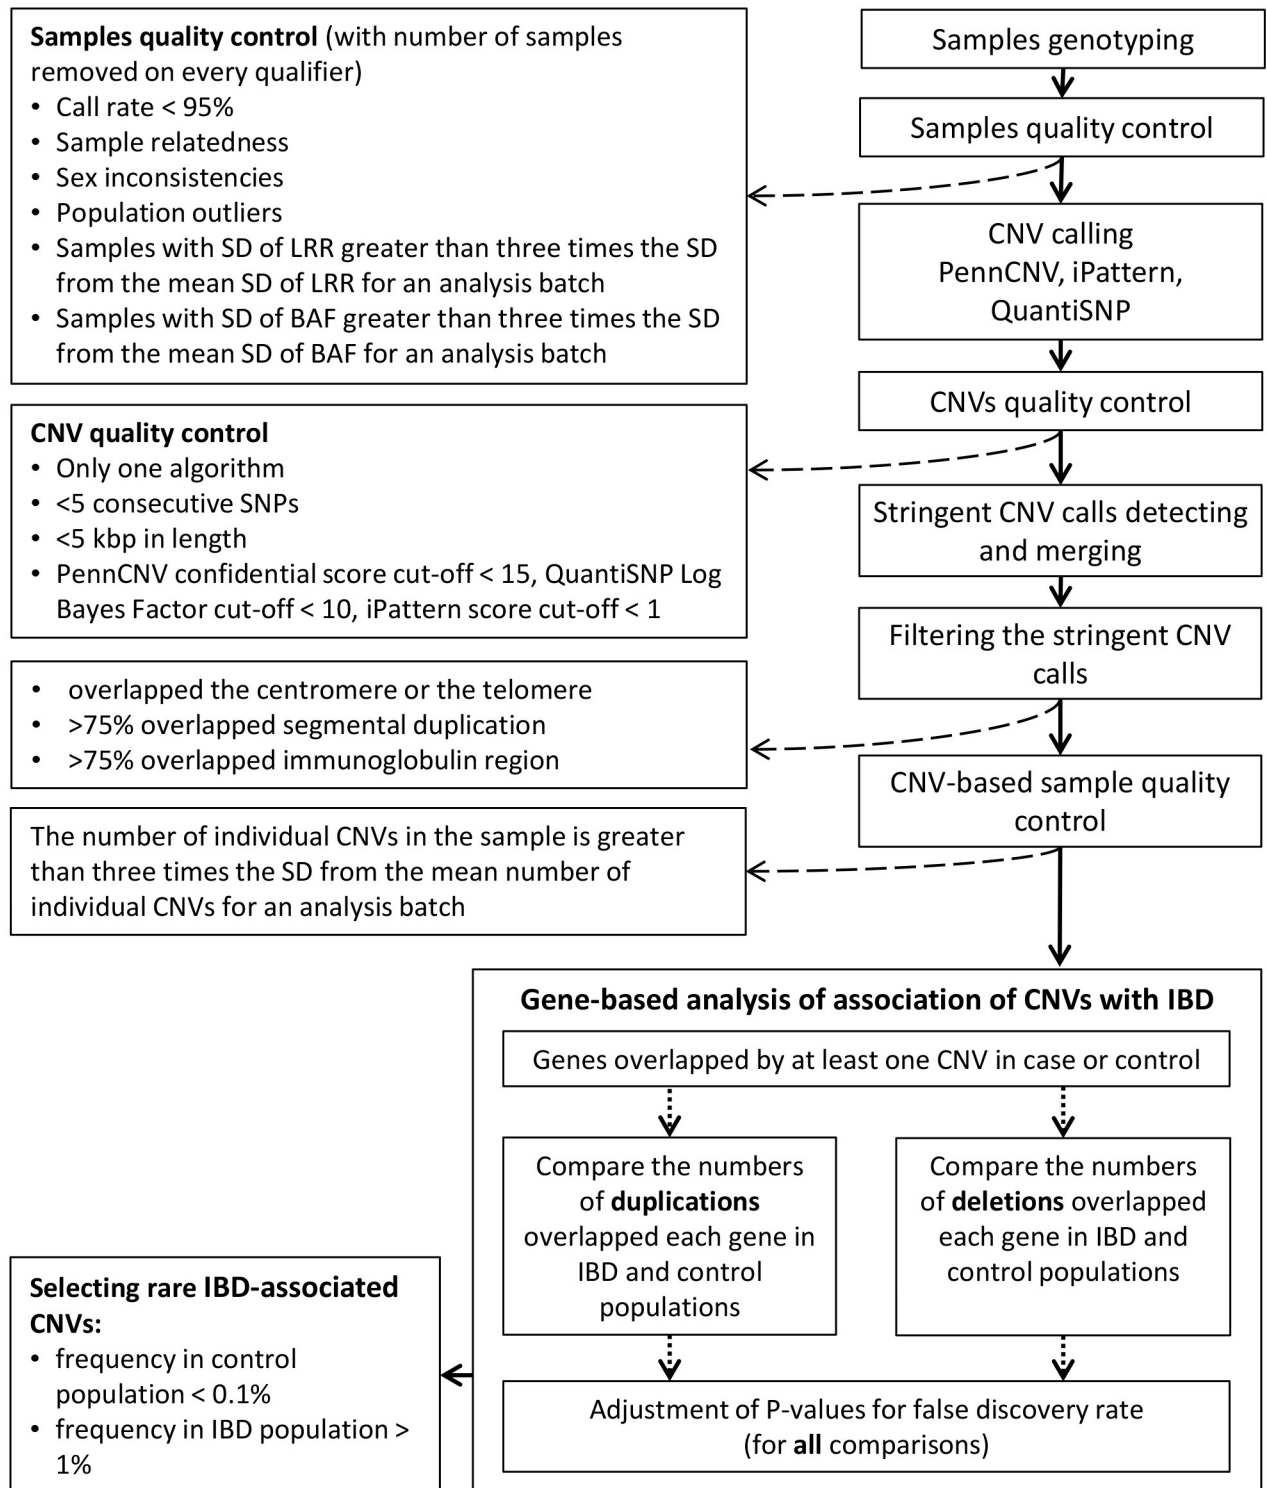 Samples quality control (with number of samples
removed on every qualifier)
• Call rate < 95%
• Sample relatedness
• Sex inconsistencies
• Population outliers
• Samples with SD of LRR greater than three times the SD
from the mean SD of LRR for an analysis batch
• Samples with SD of BAF greater than three times the SD
from the mean SD of BAF for an analysis batch
CNV quality control
• Only one algorithm
• <5 consecutive SNPs
• <5 kbp in length
• PennCNV confidential score cut-off < 15, QuantiSNP Log
Bayes Factor cut-off < 10, iPattern score cut-off < 1
• overlapped the centromere or the telomere
• >75% overlapped segmental duplication
• >75% overlapped immunoglobulin region
The number of individual CNVs in the sample is greater
than three times the SD from the mean number of
individual CNVs for an analysis batch
Samples genotyping
Samples quality control
CNV calling
PennCNV, iPattern,
QuantiSNP
CNVs quality control
Stringent CNV calls detecting
and merging
Filtering the stringent CNV
calls
CNV-based sample quality
control
Gene-based analysis of association of CNVs with IBD
Genes overlapped by at least one CNV in case or control
Compare the numbers
of duplications
overlapped each gene in
IBD and control
populations
Compare the numbers
of deletions overlapped
each gene in IBD and
control populations
Adjustment of P-values for false discovery rate
(for all comparisons)
Selecting rare IBD-associated
CNVs:
• frequency in control
population < 0.1%
• frequency in IBD population >
1%